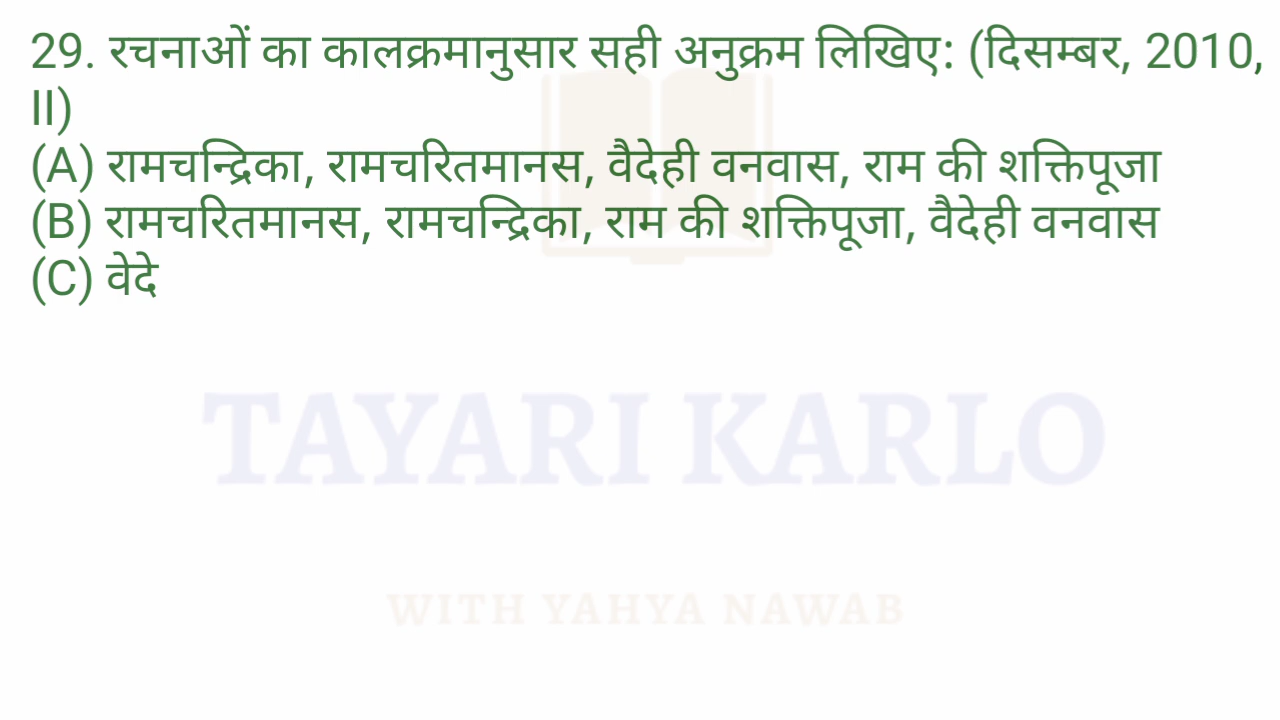 29. रचनाओं का कालक्रमानुसार सही अनुक्रम लिखिए: (दिसम्बर, 2010,
II)
(A) रामचन्द्रिका, रामचरितमानस, वैदेही वनवास, राम की शक्तिपूजा
(B) रामचरितमानस, रामचन्द्रिका, राम की शक्तिपूजा, वैदेही वनवास
(C) वेदे
TAYARI KARLO
WITH YAHYA NAWAB